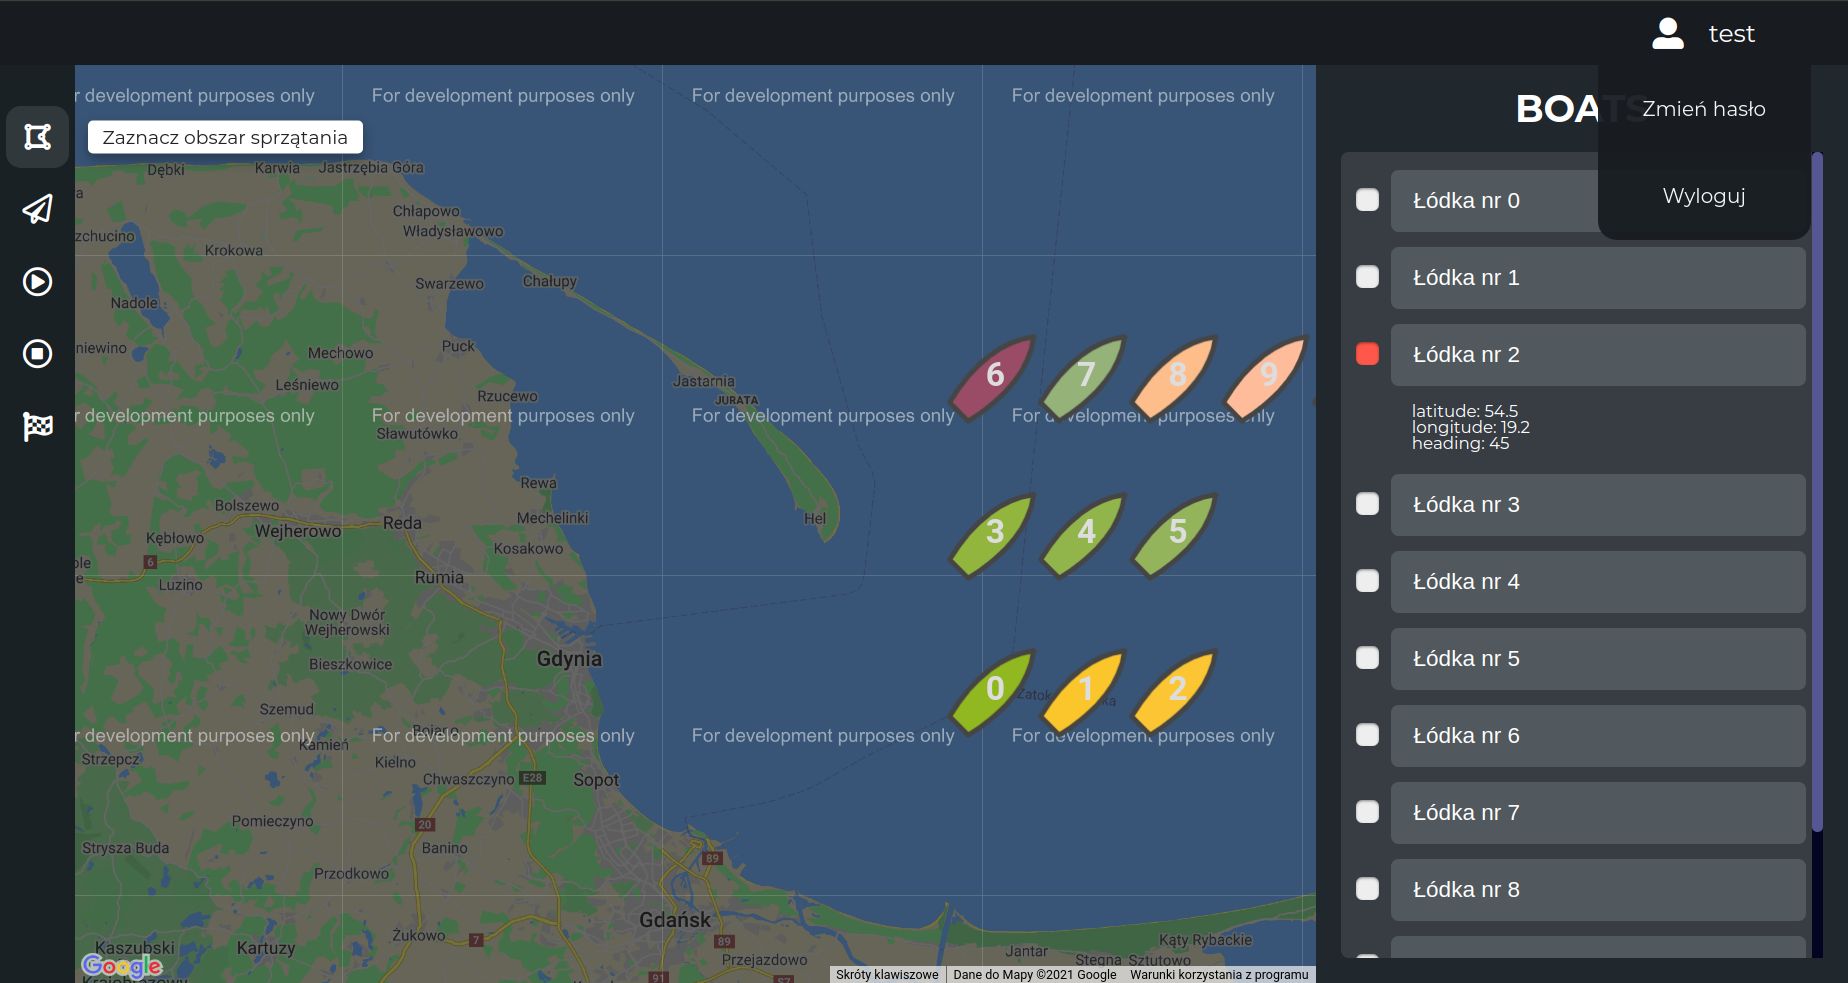 test
Zmień hasło
Wyloguj
BOATS
Zaznacz obszar sprzątania
For development purposes only
For development purposes only
For development purposes only
For development purposes only
Dębki
Karwia
Jastrzębia Góra
Chłapowo
Władysławowo
Krokowa
Swarzewo
Chałupy
Nadole
Mechowo
Puck
Leśniewo
Rzucewo
Jastarnia
JURATA
For development purposes only
For development purposes only
For development purposes only
For development purposes only
Sławutówko
Rewa
Mechelinki
Hel
Bolszewo
Wejherowo
Reda
Kębłowo
Kosakowo
6
Luzino
Rumia
Nowy Dwór
Wejherowski
Bieszkowice
Gdynia
Szemud
Bojano
For development purposes only
For development purposes only
For development purposes only
For development purposes only
Kamień
Strzepcz
Kielno
Chwaszczyno
E28
Sopot
Pomieczyno
20
Strysza Buda
Banino
89
Przodkowo
Gdańsk
Żukowo
7
89
Kaszubski
Kartuzy
Przejazdowo
91
S7
Jantar
Stegna
Sztutowo
Kąty Rybackie
6
7
8
9
3
4
5
0
1
2
Google
Skróty klawiszowe
Dane do Mapy ©2021 Google
Warunki korzystania z programu
Łódka nr 0
Łódka nr 1
Łódka nr 2
latitude: 54.5
longitude: 19.2
heading: 45
Łódka nr 3
Łódka nr 4
Łódka nr 5
Łódka nr 6
Łódka nr 7
Łódka nr 8